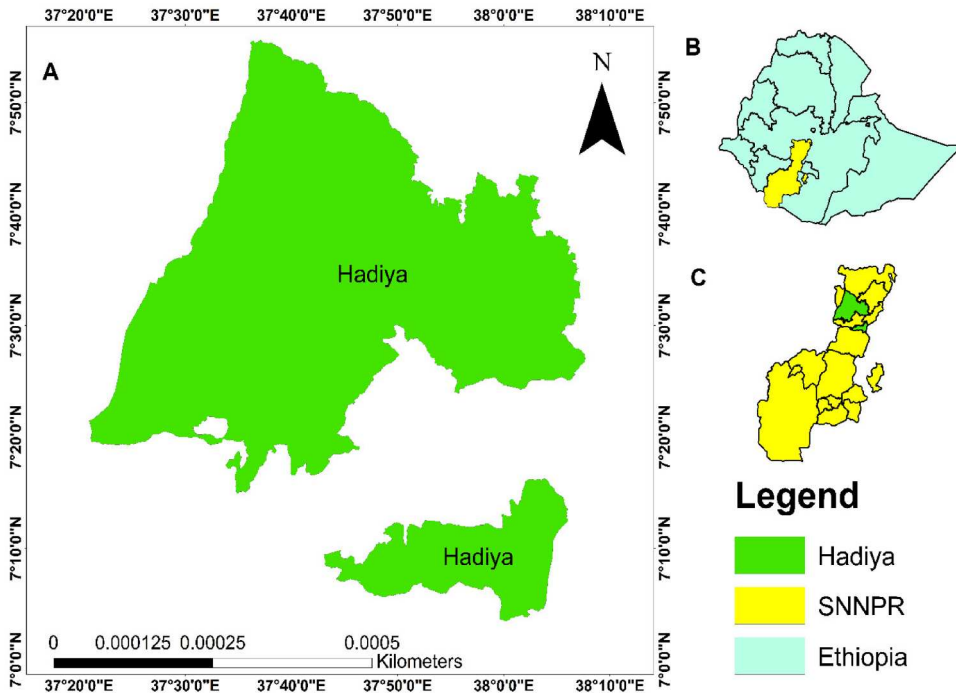 37°20'0"E 37°30'0"E 37°40'0"E 37°50'0"E 38°0'0"E 38°10'0"E
A
N
B
7°50'0"N
7°50'0"N
7°40'0"N
7°40'0"N
Hadiya
C
7°30'0"N
7°30'0"N
7°20'0"N
7°20'0"N
Legend
7°10'0"N
Hadiya
7°10'0"N
Hadiya
SNNPR
0 0.000125 0.00025 0.0005
Kilometers
Ethiopia
7°0'0"N
7°0'0"N
37°20'0"E 37°30'0"E 37°40'0"E 37°50'0"E 38°0'0"E 38°10'0"E